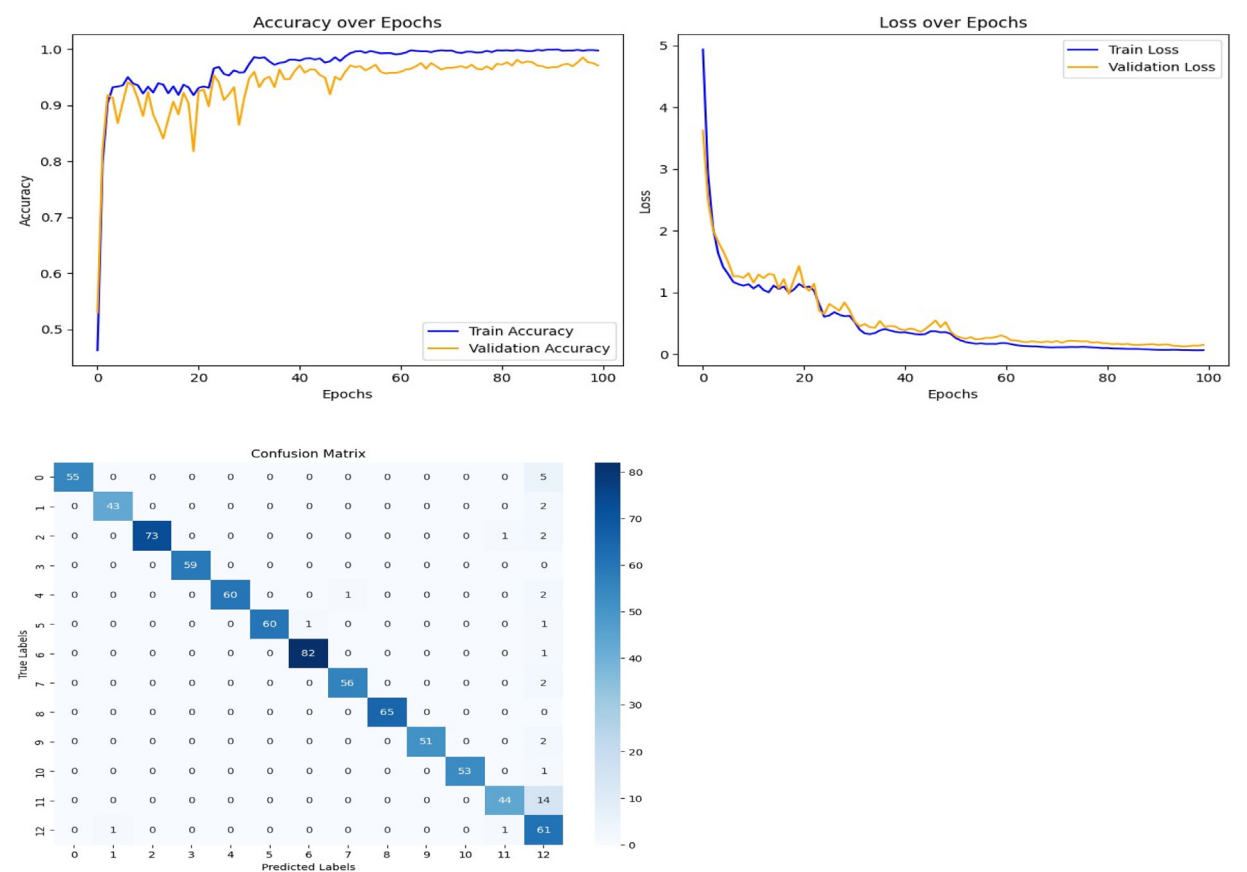 Accuracy over Epochs
1.0
0.9
0.8
0.7
0.6
0.5
Accuracy
Train Accuracy
Validation Accuracy
0 20 40 60 80 100
Epochs
Loss over Epochs
5
4
3
2
1
0
Loss
Train Loss
Validation Loss
0 20 40 60 80 100
Epochs
Confusion Matrix
True Labels
0 55 0 0 0 0 0 0 0 0 0 0 0 5
1 0 43 0 0 0 0 0 0 0 0 0 0 2
2 0 0 73 0 0 0 0 0 0 0 0 1 2
3 0 0 0 59 0 0 0 0 0 0 0 0 0
4 0 0 0 0 60 0 0 1 0 0 0 0 2
5 0 0 0 0 0 60 1 0 0 0 0 0 1
6 0 0 0 0 0 0 82 0 0 0 0 0 1
7 0 0 0 0 0 0 0 56 0 0 0 0 2
8 0 0 0 0 0 0 0 0 65 0 0 0 0
9 0 0 0 0 0 0 0 0 0 51 0 0 2
10 0 0 0 0 0 0 0 0 0 0 53 0 1
11 0 0 0 0 0 0 0 0 0 0 0 44 14
12 0 1 0 0 0 0 0 0 0 0 0 1 61
0 1 2 3 4 5 6 7 8 9 10 11 12
Predicted Labels
80
70
60
50
40
30
20
10
0